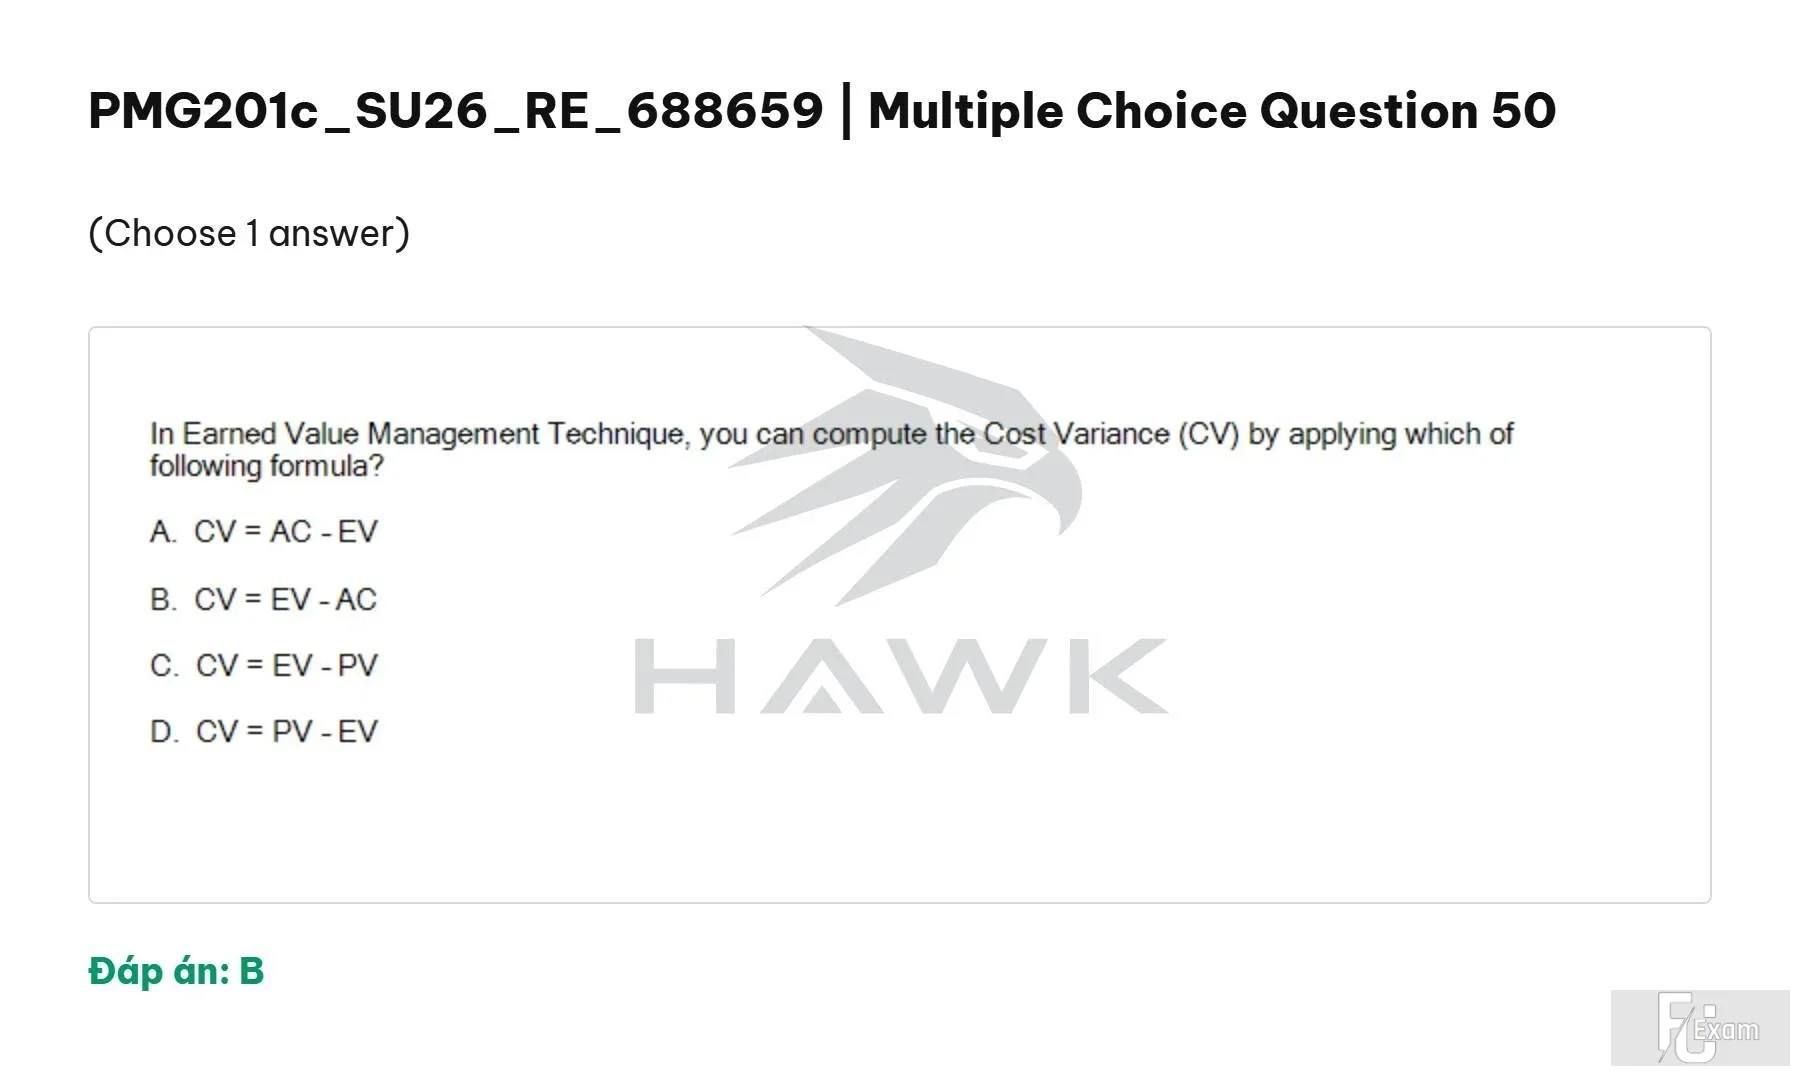 PMG201c_SU26_RE_688659 | Multiple Choice Question 50
(Choose 1 answer)
In Earned Value Management Technique, you can compute the Cost Variance (CV) by applying which of
following formula?
A. CV = AC - EV
B. CV = EV - AC
C. CV = EV - PV
D. CV = PV - EV
HAWK
Đáp án: B
FU Exam